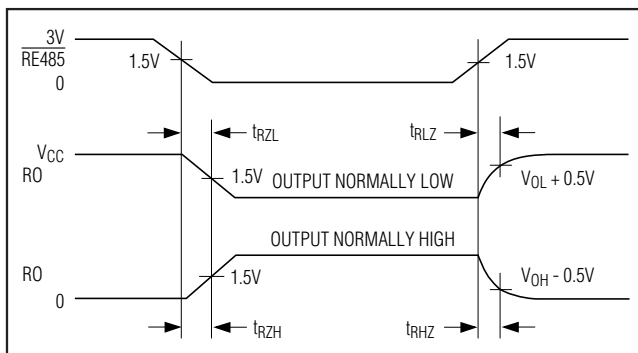 3V
RE485
1.5V
1.5V
0
tRZL
tRLZ
VCC
RO
1.5V
OUTPUT NORMALLY LOW
VOL + 0.5V
OUTPUT NORMALLY HIGH
RO
1.5V
VOH – 0.5V
0
tRZH
tRHZ